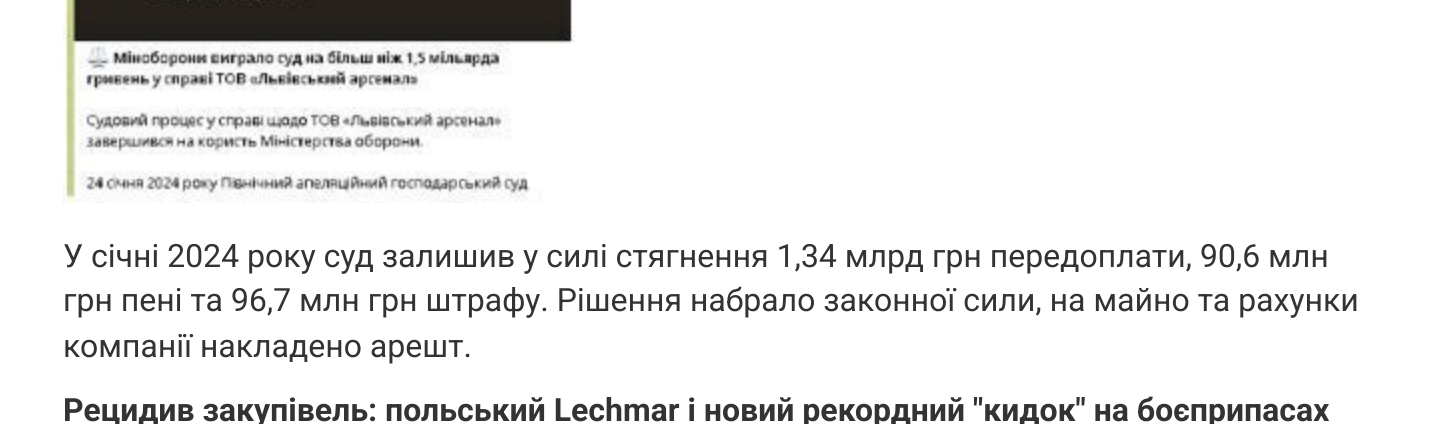 Міноборони виграло суд на більш ніж 1,5 мільярда
гривень у справі ТОВ «Львівський арсенал»
Судовий процес у справі щодо ТОВ «Львівський арсенал»
завершився на користь Міністерства оборони.
24 січня 2024 року Північний апеляційний господарський суд
У січні 2024 року суд залишив у силі стягнення 1,34 млрд грн передоплати, 90,6 млн
грн пені та 96,7 млн грн штрафу. Рішення набрало законної сили, на майно та рахунки
компанії накладено арешт.
Рецидив закупівель: польський Lechmar і новий рекордний "кидок" на боєприпасах